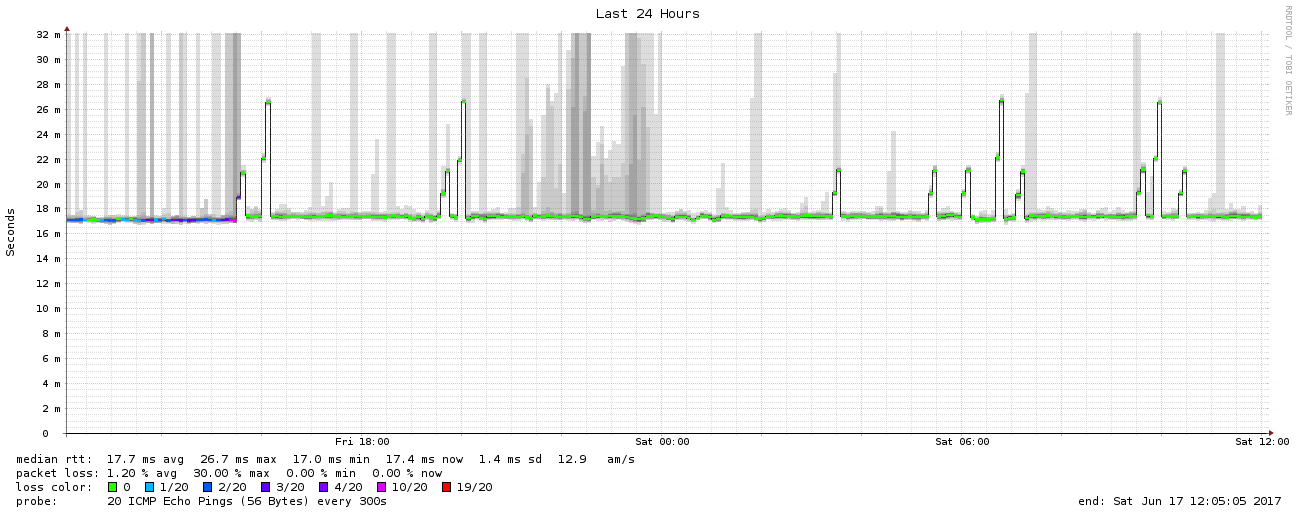 Last 24 Hours
RRDTOOL / TOBI OETIKER
Seconds
32 m
30 m
28 m
26 m
24 m
22 m
20 m
18 m
16 m
14 m
12 m
10 m
8 m
6 m
4 m
2 m
0
Fri 18:00 Sat 00:00 Sat 06:00 Sat 12:00
median rtt: 17.7 ms avg 26.7 ms max 17.0 ms min 17.4 ms now 1.4 ms sd 12.9 am/s
packet loss: 1.20 % avg 30.00 % max 0.00 % min 0.00 % now
loss color: 0 1/20 2/20 3/20 4/20 10/20 19/20
probe: 20 ICMP Echo Pings (56 Bytes) every 300s end: Sat Jun 17 12:05:05 2017